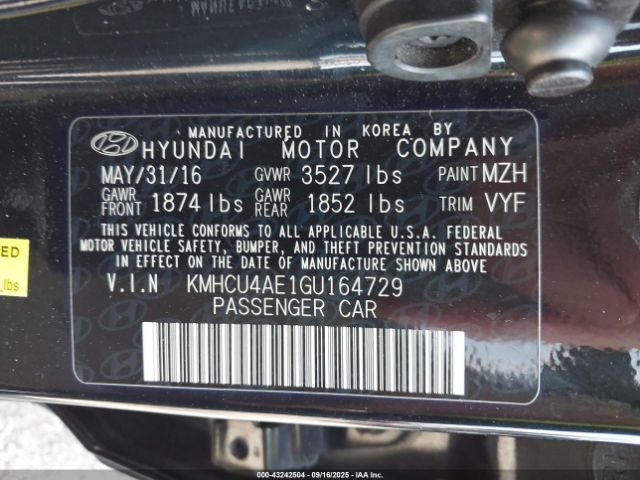 MANUFACTURED IN KOREA BY
HYUNDAI MOTOR COMPANY
MAY/31/16 GVWR 3527 lbs PAINT MZH
GAWR FRONT 1874 lbs GAWR REAR 1852 lbs TRIM VYF
THIS VEHICLE CONFORMS TO ALL APPLICABLE U.S.A. FEDERAL
MOTOR VEHICLE SAFETY, BUMPER, AND THEFT PREVENTION STANDARDS
IN EFFECT ON THE DATE OF MANUFACTURE SHOWN ABOVE.
V.I.N KMHCU4AE1GU164729
PASSENGER CAR
lbs
000-43242504 - 09/16/2025 - IAAI.COM